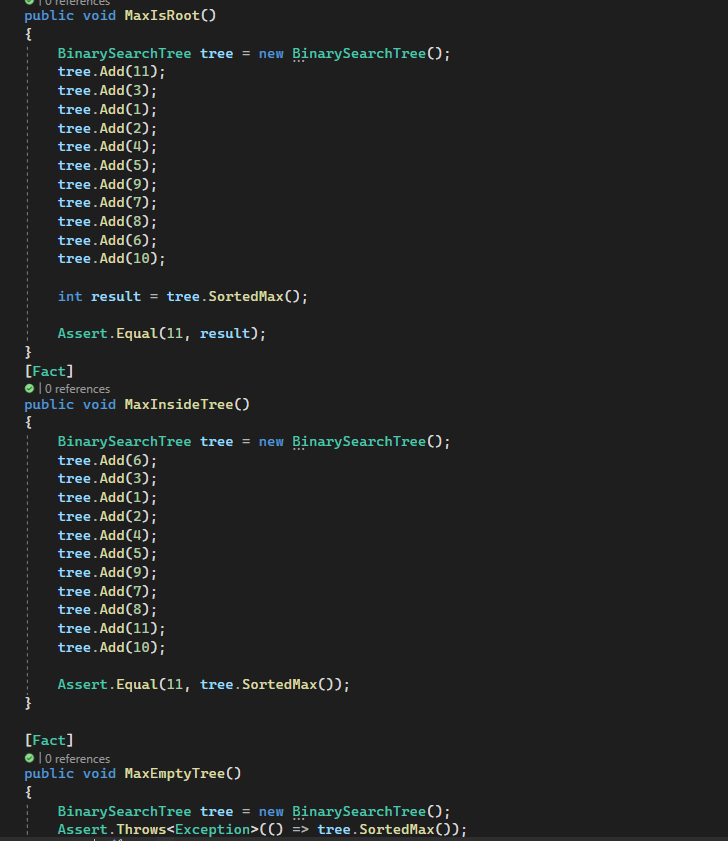 | 0 references
public void MaxIsRoot()
{
BinarySearchTree tree = new BinarySearchTree();
tree.Add(11);
tree.Add(3);
tree.Add(1);
tree.Add(2);
tree.Add(4);
tree.Add(5);
tree.Add(9);
tree.Add(7);
tree.Add(8);
tree.Add(6);
tree.Add(10);
int result = tree.SortedMax();
Assert.Equal(11, result);
}
[Fact]
| 0 references
public void MaxInsideTree()
{
BinarySearchTree tree = new BinarySearchTree();
tree.Add(6);
tree.Add(3);
tree.Add(1);
tree.Add(2);
tree.Add(4);
tree.Add(5);
tree.Add(9);
tree.Add(7);
tree.Add(8);
tree.Add(11);
tree.Add(10);
Assert.Equal(11, tree.SortedMax());
}
[Fact]
| 0 references
public void MaxEmptyTree()
{
BinarySearchTree tree = new BinarySearchTree();
Assert.Throws<Exception>(() => tree.SortedMax());